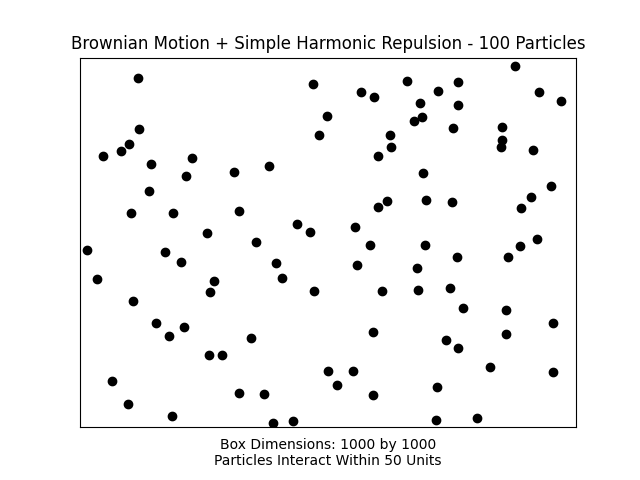 Brownian Motion + Simple Harmonic Repulsion - 100 Particles
Box Dimensions: 1000 by 1000
Particles Interact Within 50 Units